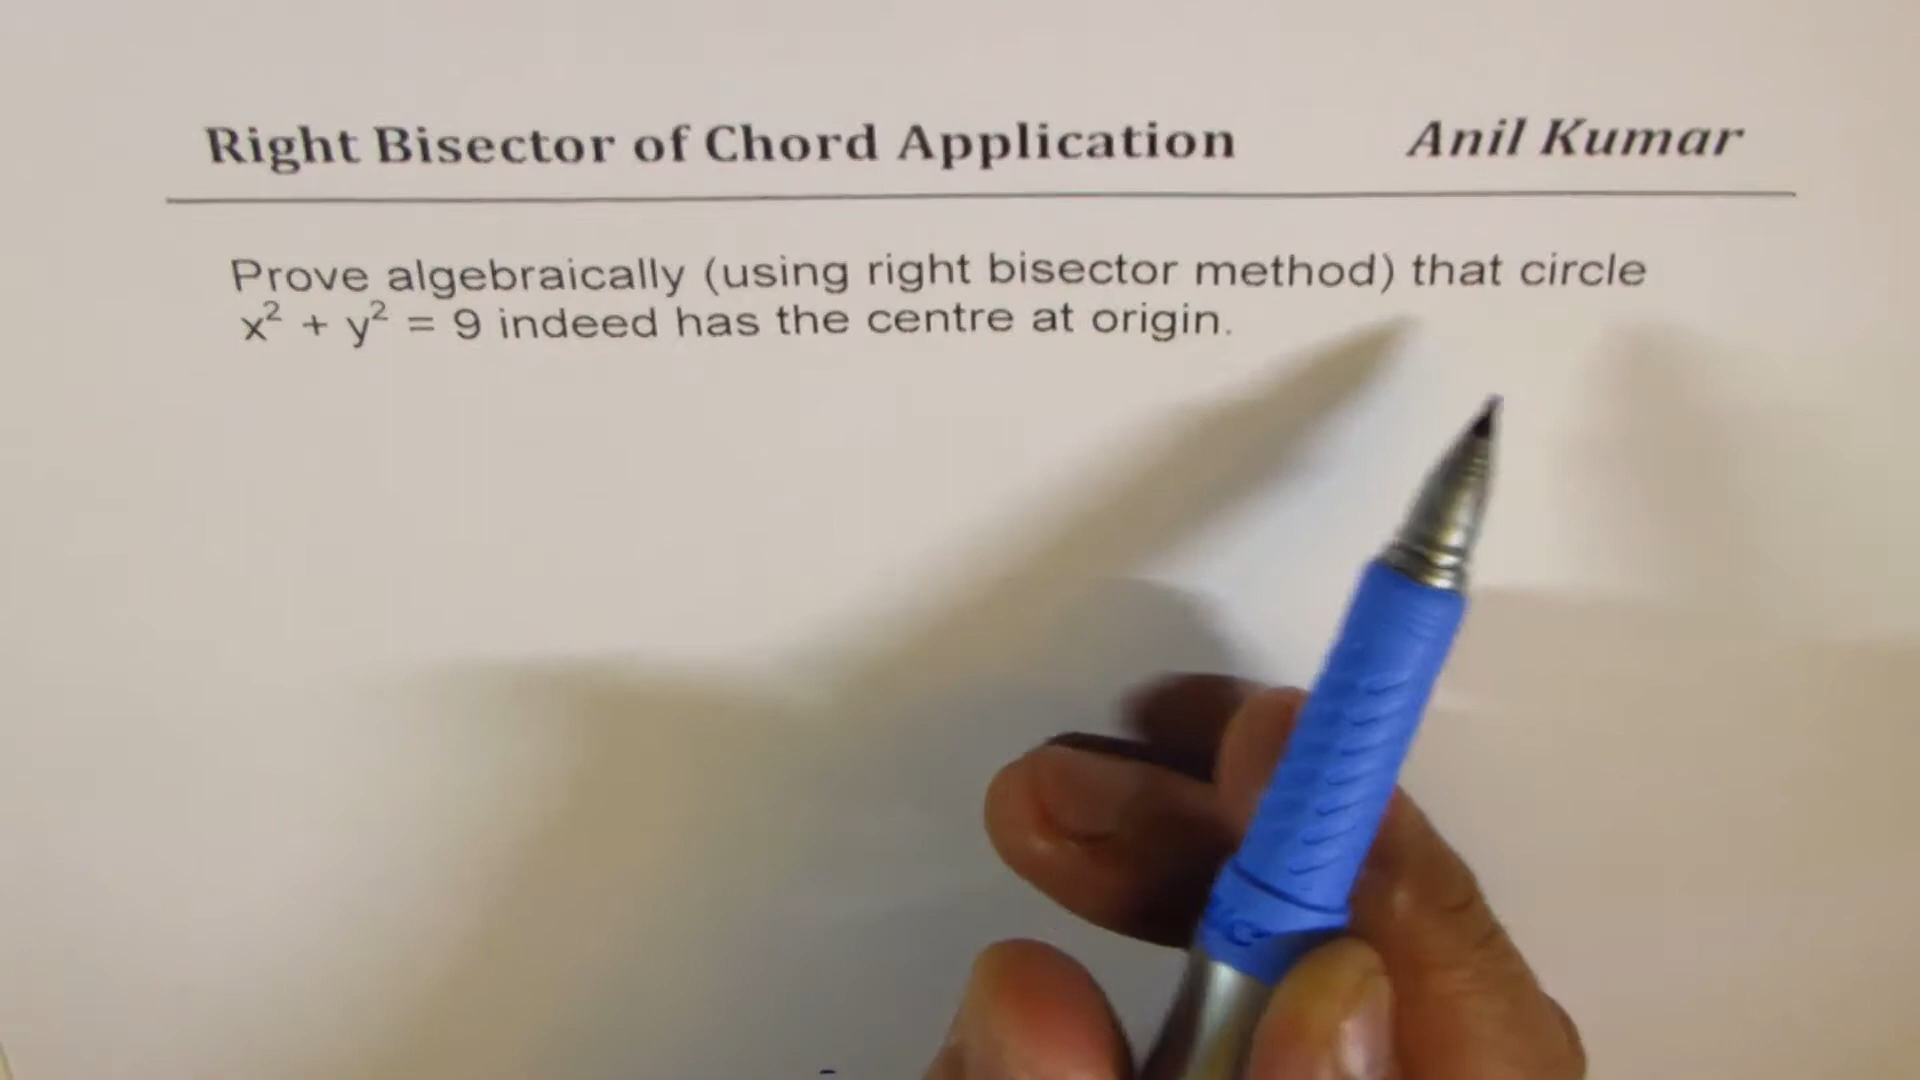 Right Bisector of Chord Application Anil Kumar
Prove algebraically (using right bisector method) that circle
x² + y² = 9 indeed has the centre at origin.